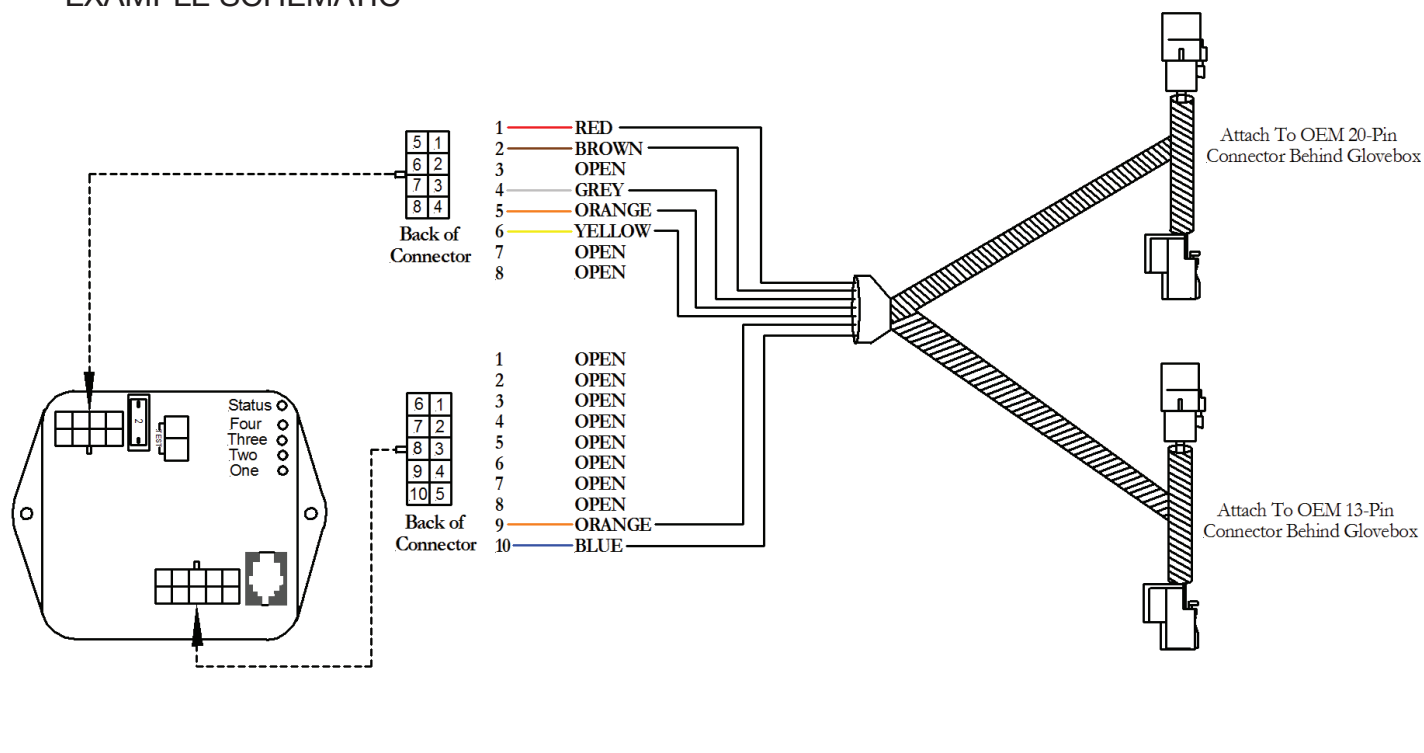 EXAMPLE SCHEMATIC
5 1
6 2
7 3
8 4
Back of
Connector
1 RED
2 BROWN
3 OPEN
4 GREY
5 ORANGE
6 YELLOW
7 OPEN
8 OPEN
Attach To OEM 20-Pin
Connector Behind Glovebox
6 1
7 2
8 3
9 4
10 5
Back of
Connector
1 OPEN
2 OPEN
3 OPEN
4 OPEN
5 OPEN
6 OPEN
7 OPEN
8 OPEN
9 ORANGE
10 BLUE
Attach To OEM 13-Pin
Connector Behind Glovebox
2
Status
Four
Three
Two
One